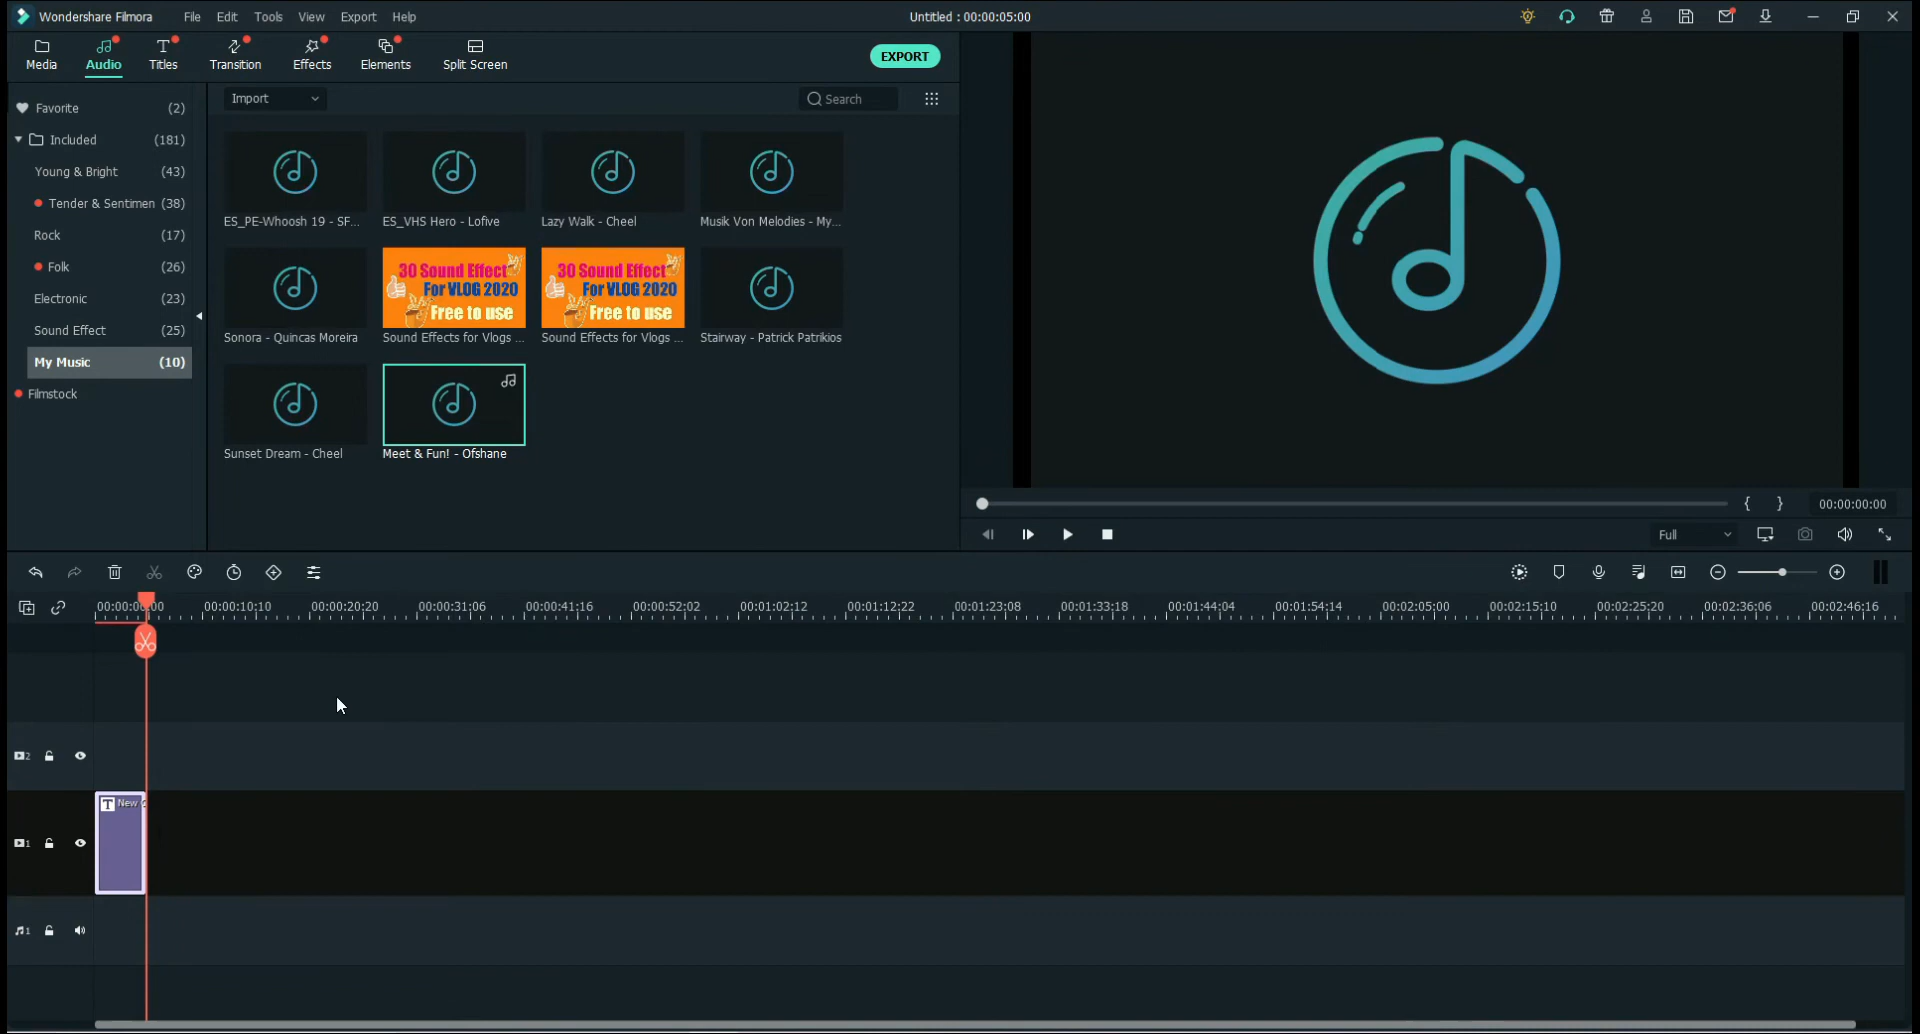 Wondershare Filmora
File
Edit
Tools
View
Export
Help
Untitled : 00:00:05:00
Media
Audio
Titles
Transition
Effects
Elements
Split Screen
EXPORT
Favorite (2)
Included (181)
Young & Bright (43)
Tender & Sentimen (38)
Rock (17)
Folk (26)
Electronic (23)
Sound Effect (25)
My Music (10)
Filmstock
Import
Search
ES_PE-Whoosh 19 - SF...
ES_VHS Hero - Lofive
Lazy Walk - Cheel
Musik Von Melodies - My...
30 Sound Effect
For VLOG 2020
Free to use
30 Sound Effect
For VLOG 2020
Free to use
Sonora - Quincas Moreira
Sound Effects for Vlogs ...
Sound Effects for Vlogs ...
Stairway - Patrick Patrikios
Sunset Dream - Cheel
Meet & Fun! - Ofshane
{ } 00:00:00:00
Full
00:00:10:10
00:00:20:20
00:00:31:06
00:00:41:16
00:00:52:02
00:01:02:12
00:01:12:22
00:01:23:08
00:01:33:18
00:01:44:04
00:01:54:14
00:02:05:00
00:02:15:10
00:02:25:20
00:02:36:06
00:02:46:16
2
T New
1
1